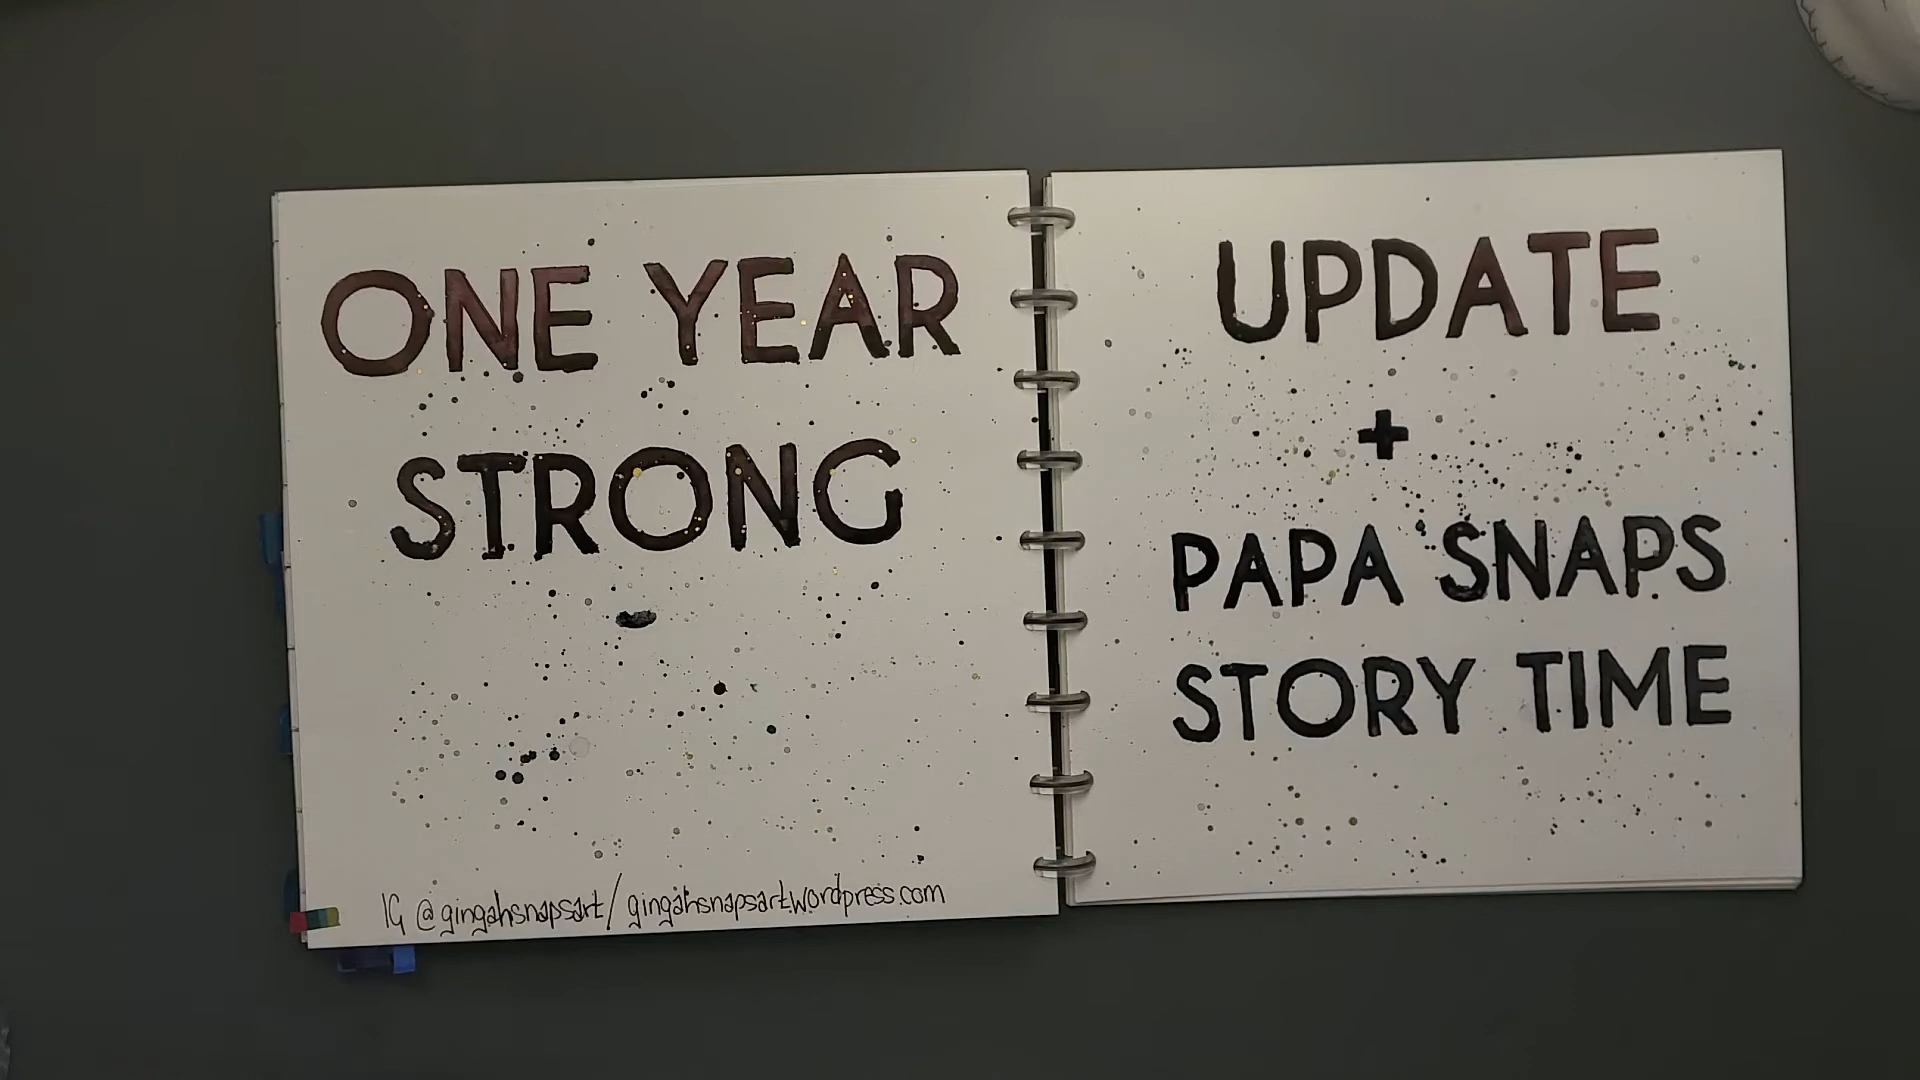 ONE YEAR
STRONG
-
IG @gingahsnapsart/gingahsnapsart.wordpress.com
UPDATE
+
PAPA SNAPS
STORY TIME